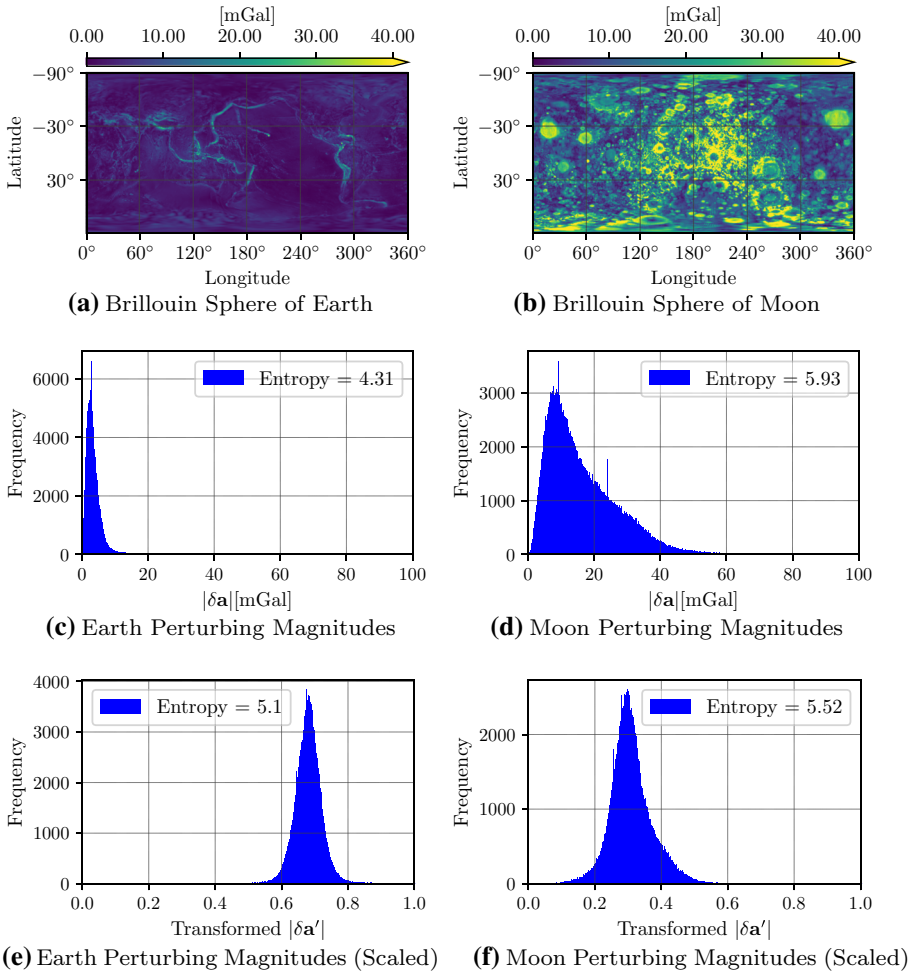 [mGal]
0.00 10.00 20.00 30.00 40.00
−90°
−30°
30°
Latitude
0° 60° 120° 180° 240° 300° 360°
Longitude
(a) Brillouin Sphere of Earth
[mGal]
0.00 10.00 20.00 30.00 40.00
−90°
−30°
30°
Latitude
0° 60° 120° 180° 240° 300° 360°
Longitude
(b) Brillouin Sphere of Moon
6000
4000
2000
0
Frequency
Entropy = 4.31
0 20 40 60 80 100
|δa|[mGal]
(c) Earth Perturbing Magnitudes
3000
2000
1000
0
Frequency
Entropy = 5.93
0 20 40 60 80 100
|δa|[mGal]
(d) Moon Perturbing Magnitudes
4000
3000
2000
1000
0
Frequency
Entropy = 5.1
0.0 0.2 0.4 0.6 0.8 1.0
Transformed |δa′|
(e) Earth Perturbing Magnitudes (Scaled)
2000
1000
0
Frequency
Entropy = 5.52
0.0 0.2 0.4 0.6 0.8 1.0
Transformed |δa′|
(f) Moon Perturbing Magnitudes (Scaled)